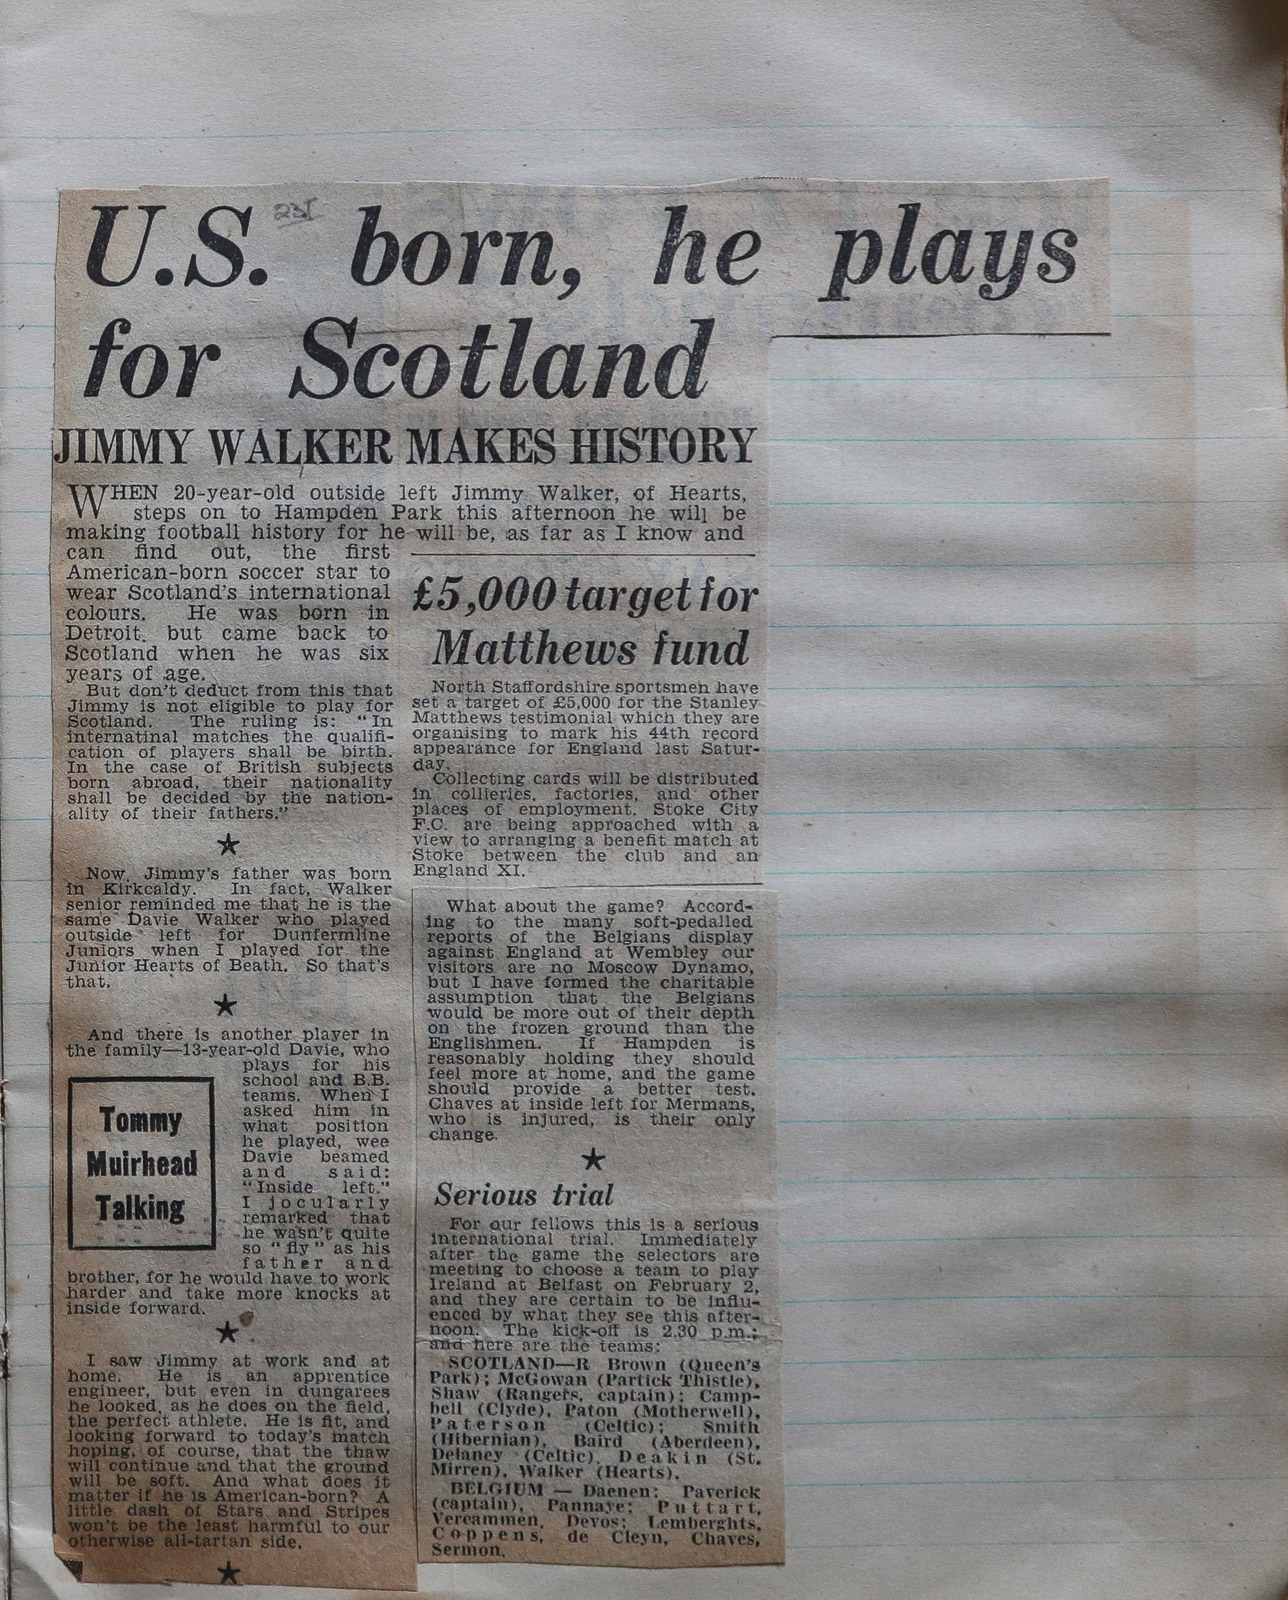 U.S. born, he plays
for Scotland
JIMMY WALKER MAKES HISTORY
WHEN 20-year-old outside left Jimmy Walker, of Hearts,
steps on to Hampden Park this afternoon he will be
making football history for he will be, as far as I know and
can find out, the first
American-born soccer star to
wear Scotland's international
colours. He was born in
Detroit, but came back to
Scotland when he was six
years of age.
But don't deduct from this that
Jimmy is not eligible to play for
Scotland. The ruling is: "In
internatinal matches the qualifi-
cation of players shall be birth.
In the case of British subjects
born abroad, their nationality
shall be decided by the nation-
ality of their fathers."
★
Now, Jimmy's father was born
in Kirkcaldy. In fact, Walker
senior reminded me that he is the
same Davie Walker who played
outside left for Dunfermline
Juniors when I played for the
Junior Hearts of Beath. So that's
that.
★
And there is another player in
the family—13-year-old Davie, who
plays for his
school and B.B.
teams. When I
asked him in
what position
he played, wee
Davie beamed
and said:
"Inside left."
I jocularly
remarked that
he wasn't quite
so "fly" as his
father and
brother, for he would have to work
harder and take more knocks at
inside forward.
Tommy
Muirhead
Talking
★
I saw Jimmy at work and at
home. He is an apprentice
engineer, but even in dungarees
he looked, as he does on the field,
the perfect athlete. He is fit, and
looking forward to today's match
hoping, of course, that the thaw
will continue and that the ground
will be soft. And what does it
matter if he is American-born? A
little dash of Stars and Stripes
won't be the least harmful to our
otherwise all-tartan side.
★
£5,000 target for
Matthews fund
North Staffordshire sportsmen have
set a target of £5,000 for the Stanley
Matthews testimonial which they are
organising to mark his 44th record
appearance for England last Satur-
day.
Collecting cards will be distributed
in collieries, factories, and other
places of employment. Stoke City
F.C. are being approached with a
view to arranging a benefit match at
Stoke between the club and an
England XI.
What about the game? Accord-
ing to the many soft-pedalled
reports of the Belgians display
against England at Wembley our
visitors are no Moscow Dynamo,
but I have formed the charitable
assumption that the Belgians
would be more out of their depth
on the frozen ground than the
Englishmen. If Hampden is
reasonably holding they should
feel more at home, and the game
should provide a better test.
Chaves at inside left for Mermans,
who is injured, is their only
change.
★
Serious trial
For our fellows this is a serious
international trial. Immediately
after the game the selectors are
meeting to choose a team to play
Ireland at Belfast on February 2,
and they are certain to be influ-
enced by what they see this after-
noon. The kick-off is 2.30 p.m.;
and here are the teams:
SCOTLAND—R Brown (Queen's
Park); McGowan (Partick Thistle),
Shaw (Rangers, captain); Camp-
bell (Clyde), Paton (Motherwell),
Paterson (Celtic); Smith
(Hibernian), Baird (Aberdeen),
Delaney (Celtic), Deakin (St.
Mirren), Walker (Hearts).
BELGIUM — Daenen; Paverick
(captain), Pannaye; Puttart,
Vercammen, Devos; Lemberghts,
Coppens, de Cleyn, Chaves,
Sermon.